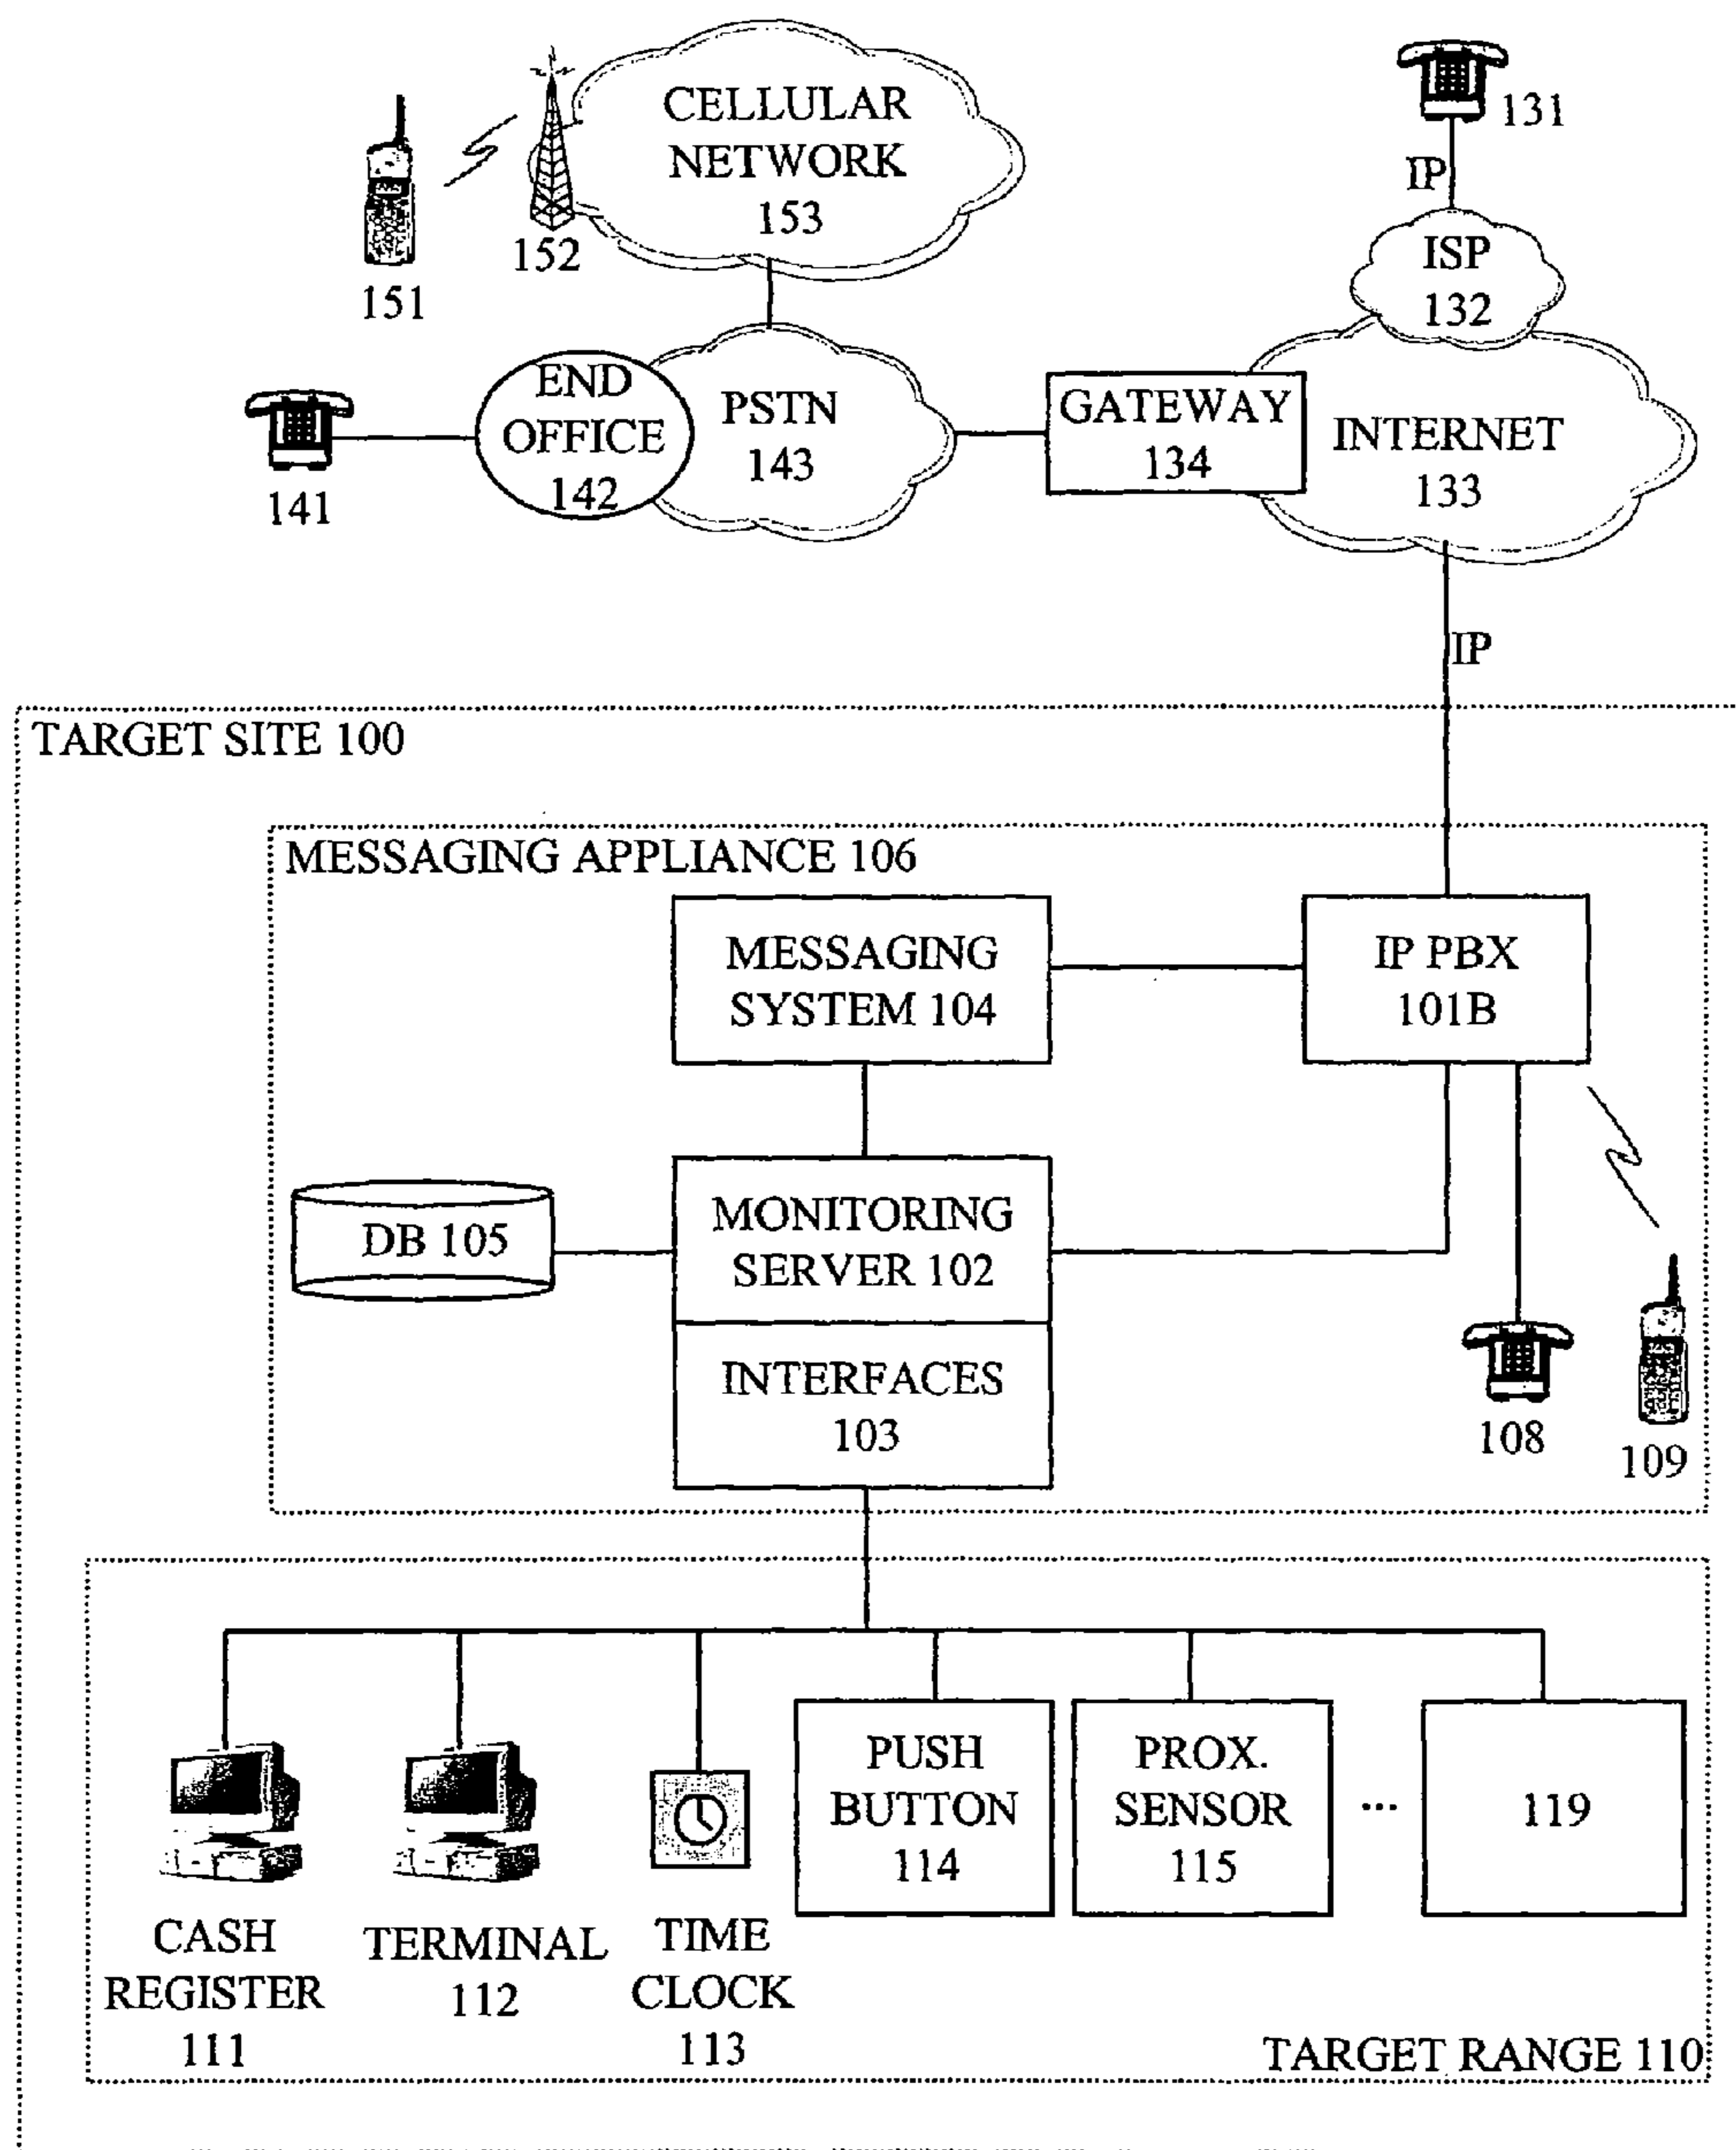 CELLULAR
NETWORK
153
131
IP
152
151
ISP
132
END
OFFICE
142
PSTN
143
GATEWAY
134
INTERNET
133
141
IP
TARGET SITE 100
MESSAGING APPLIANCE 106
MESSAGING
SYSTEM 104
IP PBX
101B
DB 105
MONITORING
SERVER 102
INTERFACES
103
108
109
PUSH
BUTTON
114
PROX.
SENSOR
115
...
119
CASH
REGISTER
111
TERMINAL
112
TIME
CLOCK
113
TARGET RANGE 110